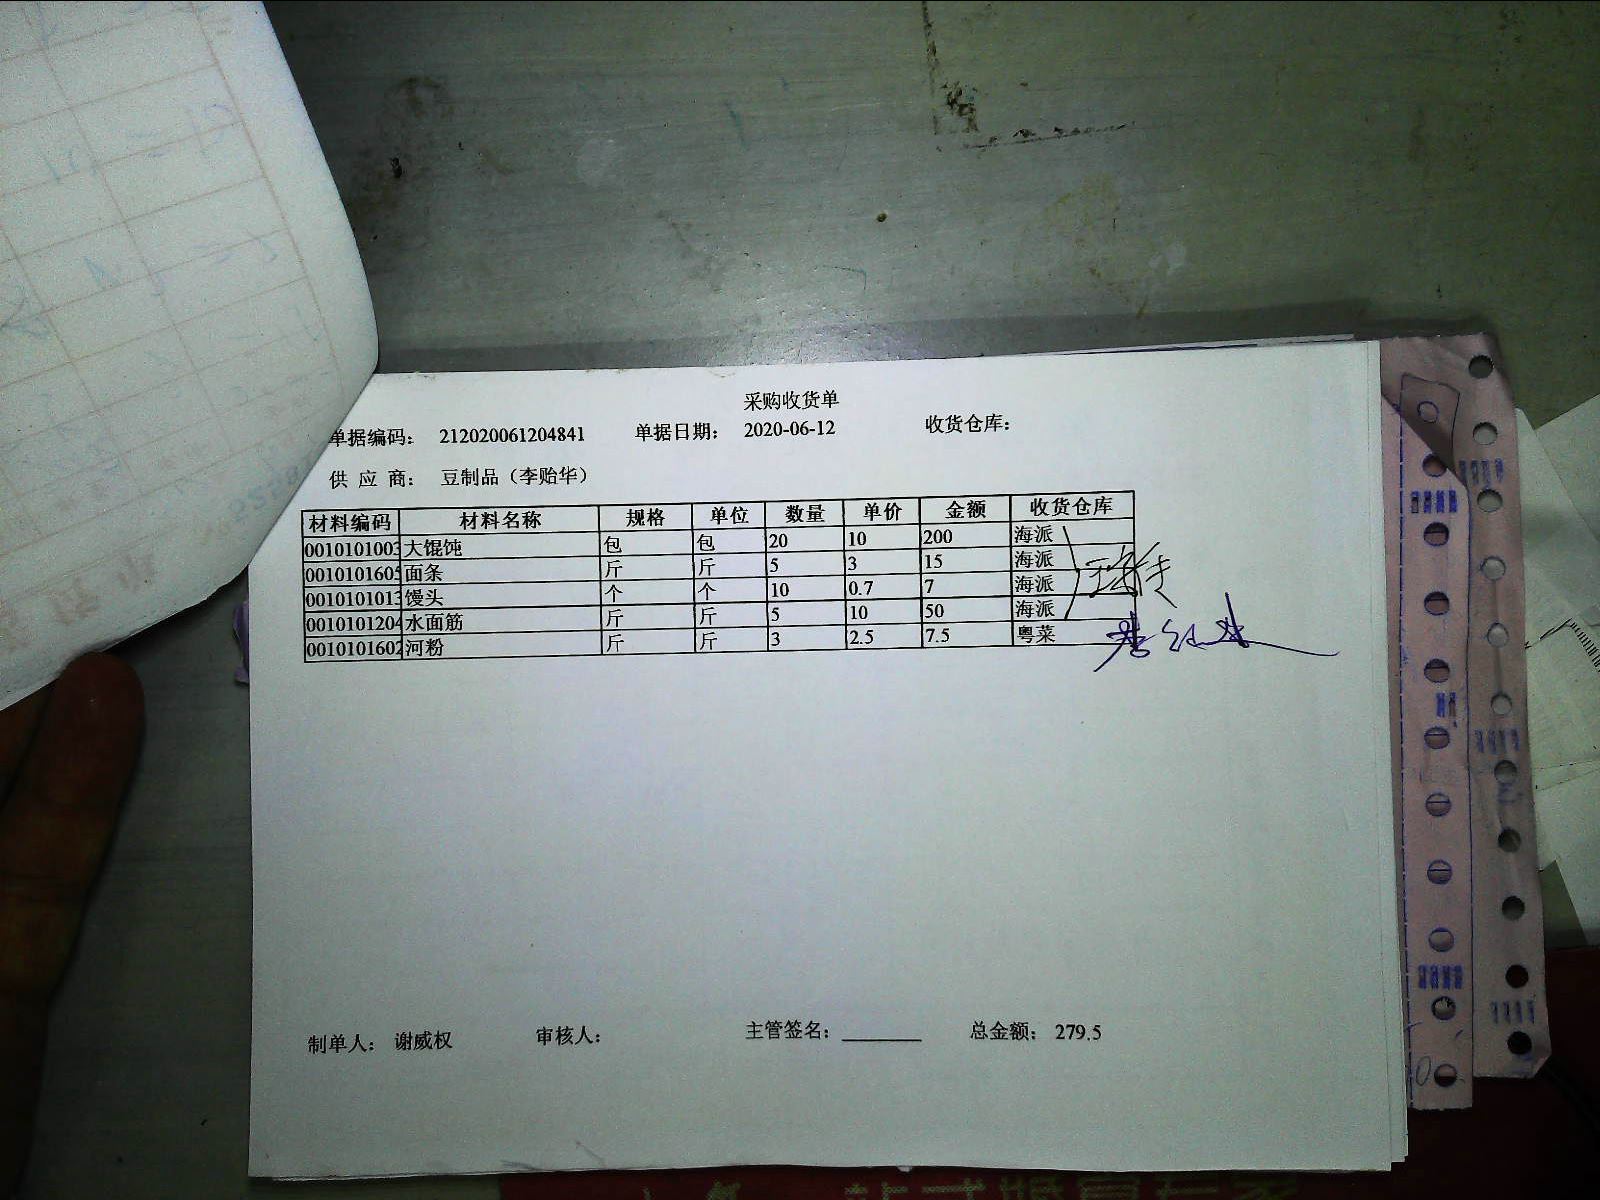 采购收货单
单据编码: 212020061204841 单据日期: 2020-06-12 收货仓库:
供 应 商: 豆制品（李贻华）
材料编码 材料名称 规格 单位 数量 单价 金额 收货仓库
0010101003 大馄饨 包 包 20 10 200 海派
0010101605 面条 斤 斤 5 3 15 海派
0010101013 馒头 个 个 10 0.7 7 海派
0010101204 水面筋 斤 斤 5 10 50 海派
0010101602 河粉 斤 斤 3 2.5 7.5 粤菜
制单人: 谢威权 审核人: 主管签名: 总金额: 279.5